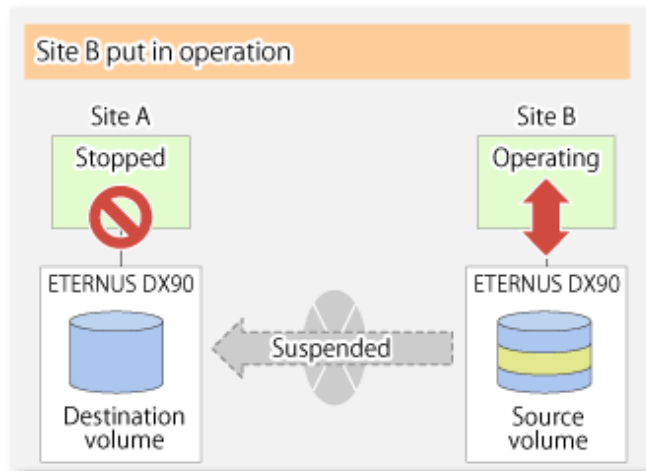 Site B put in operation
Site A
Site B
Stopped
Operating
ETERNUS DX90
ETERNUS DX90
Suspended
Destination
volume
Source
volume